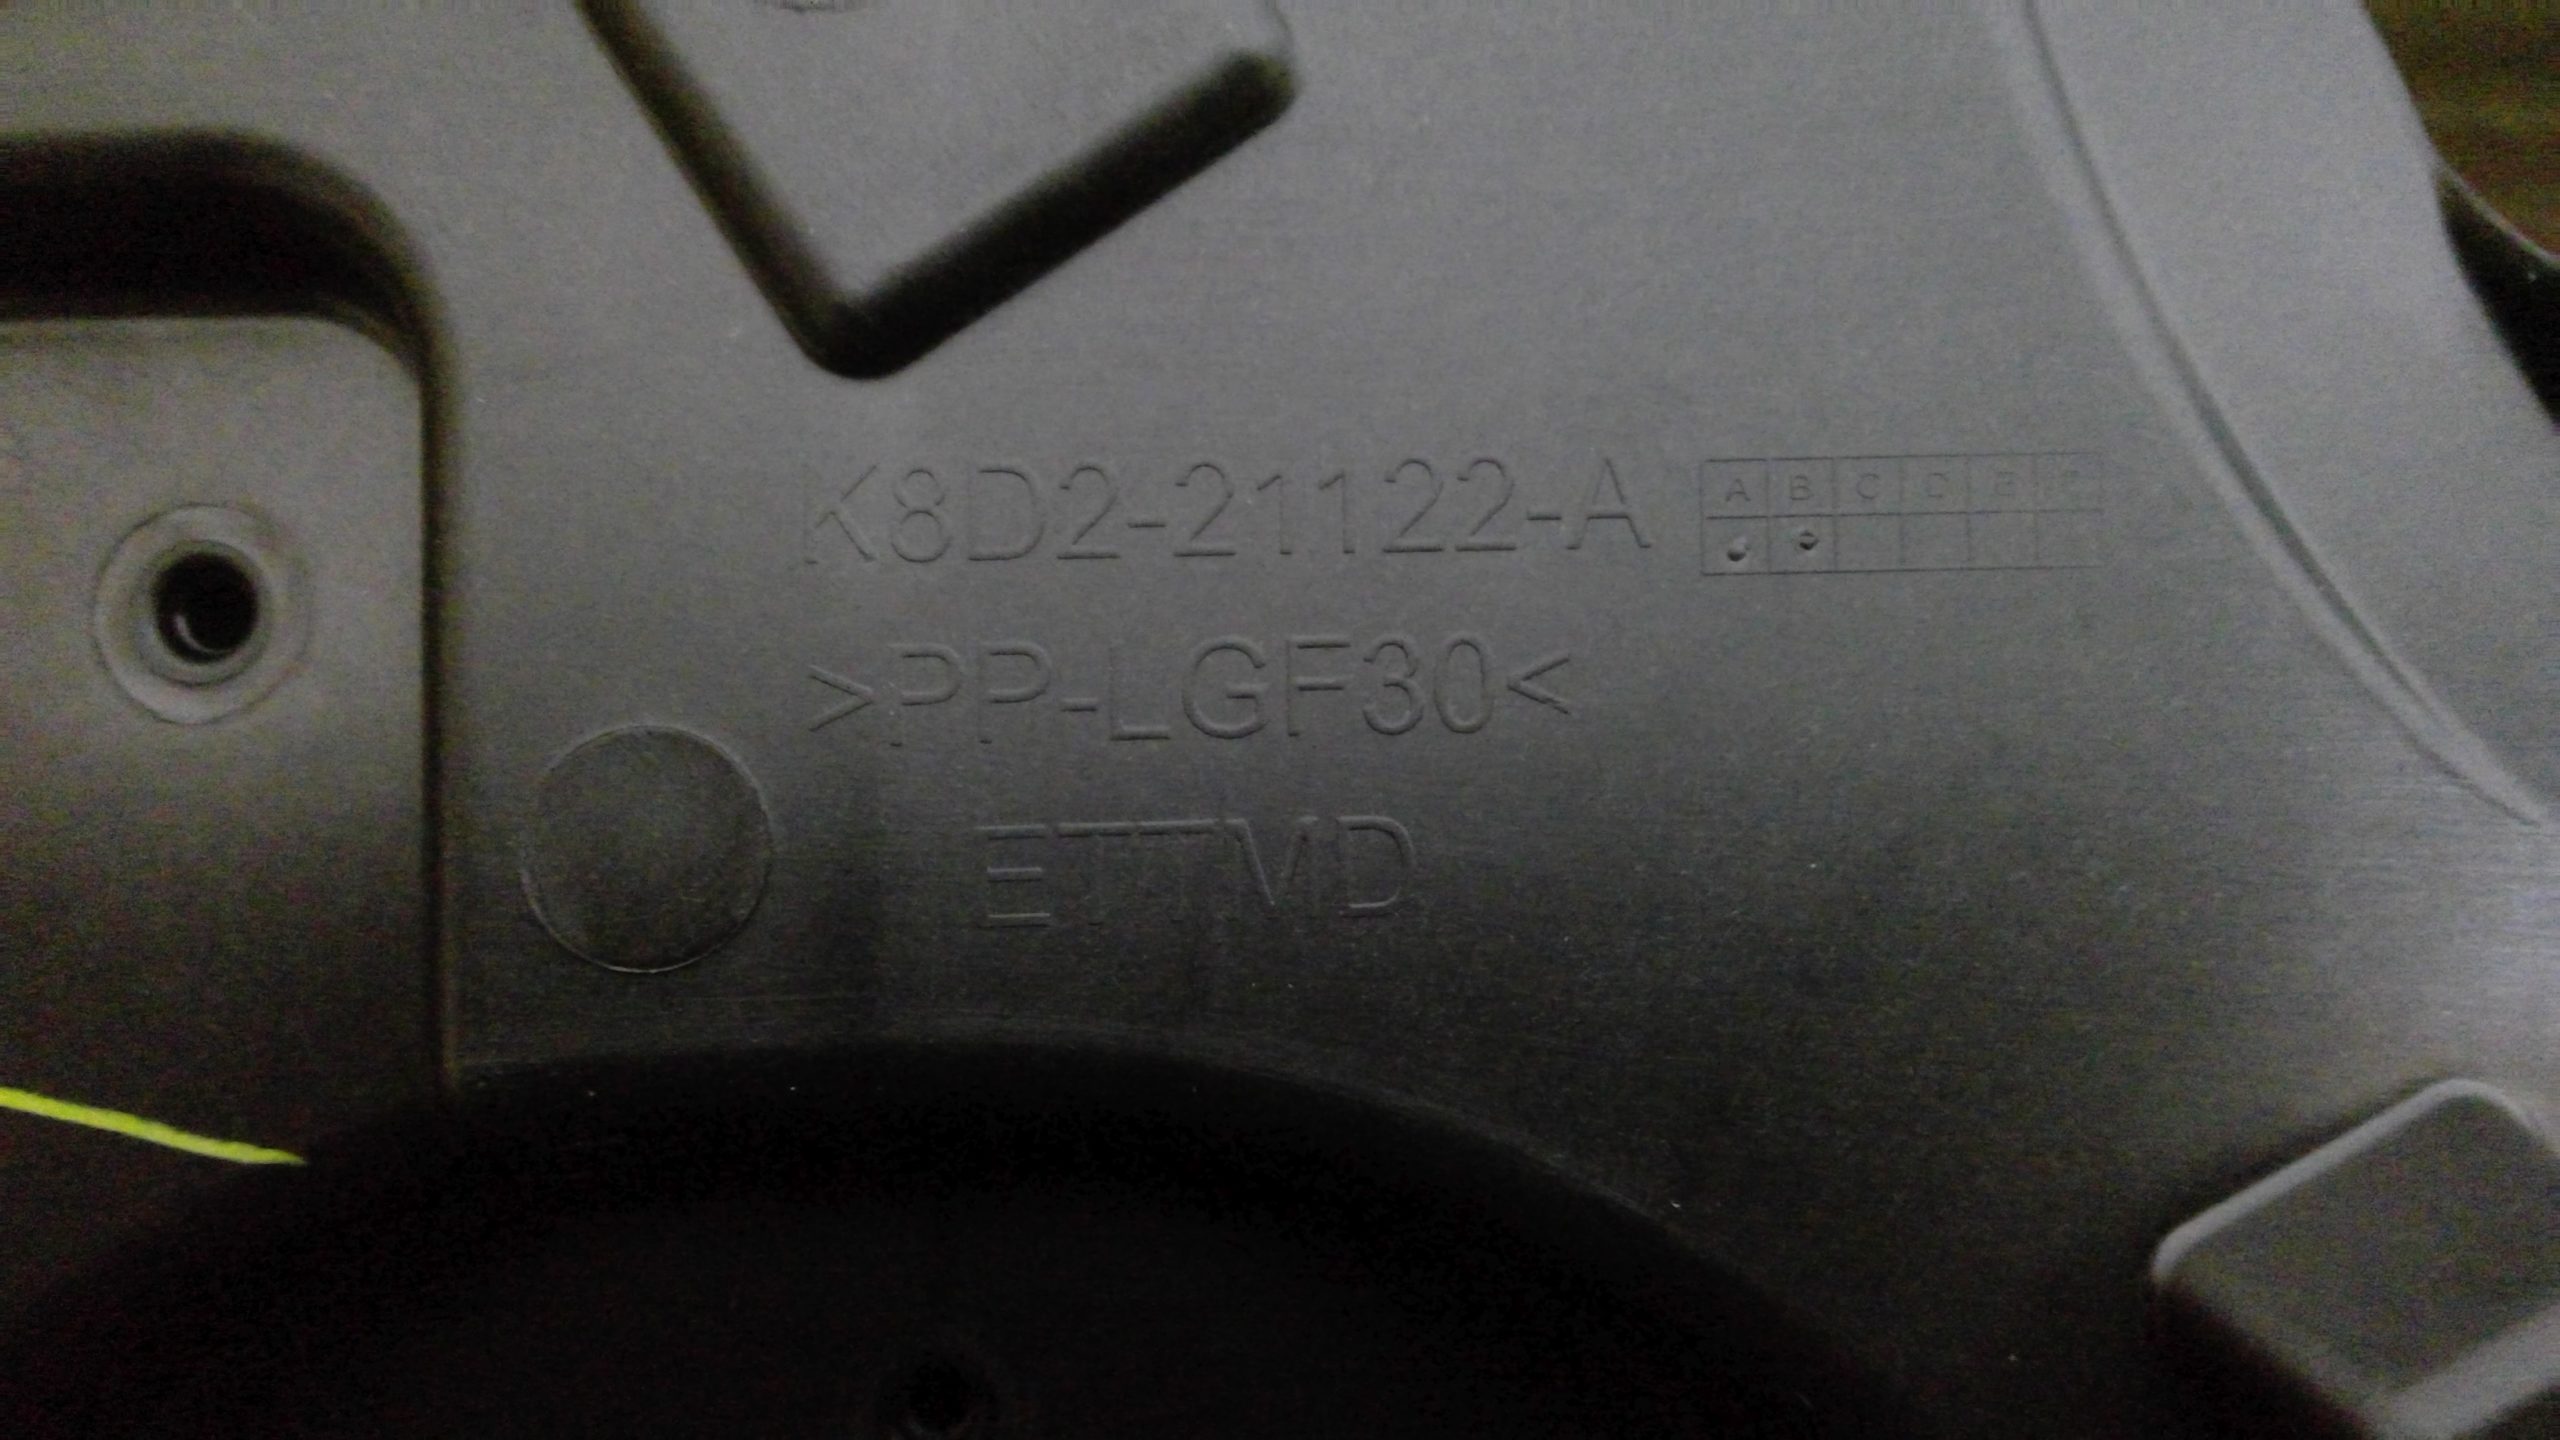 K8D2-21122-A
A B C D E F
>PP-LGF30<
ETTMD